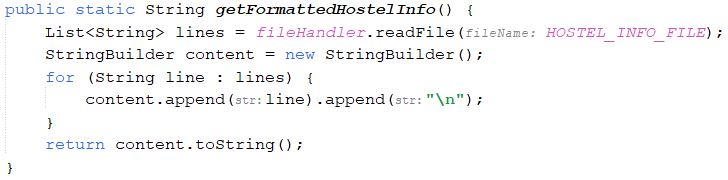 public static String getFormattedHostelInfo() {
    List<String> lines = fileHandler.readFile(fileName: HOSTEL_INFO_FILE);
    StringBuilder content = new StringBuilder();
    for (String line : lines) {
        content.append(str:line).append(str:"\n");
    }
    return content.toString();
}